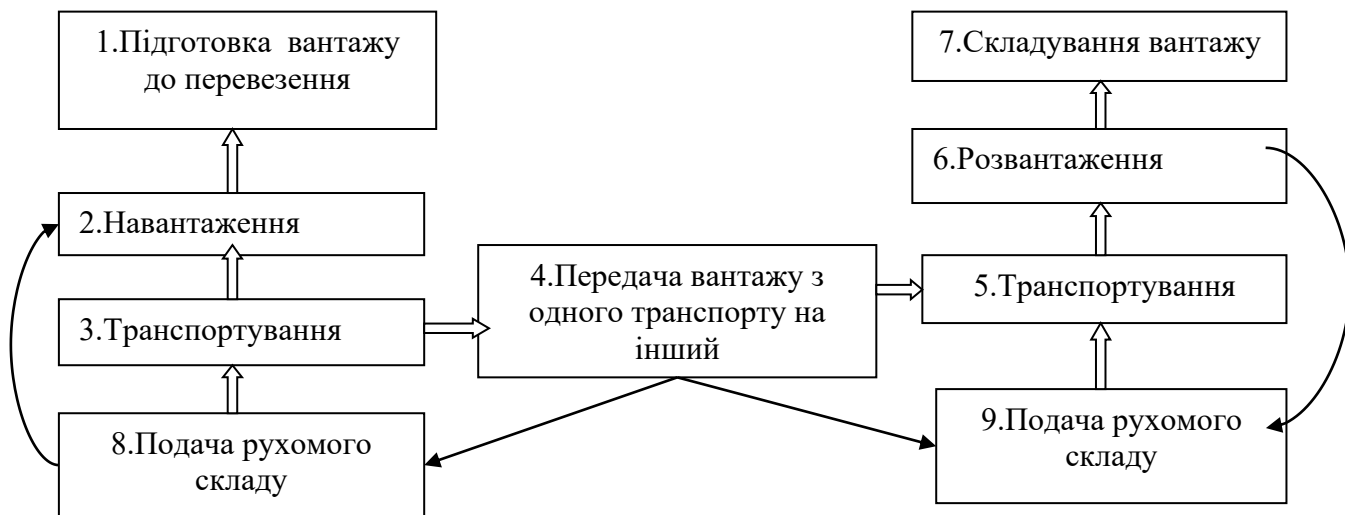 1.Підготовка вантажу
до перевезення
2.Навантаження
3.Транспортування
8.Подача рухомого
складу
4.Передача вантажу з
одного транспорту на
інший
7.Складування вантажу
6.Розвантаження
5.Транспортування
9.Подача рухомого
складу